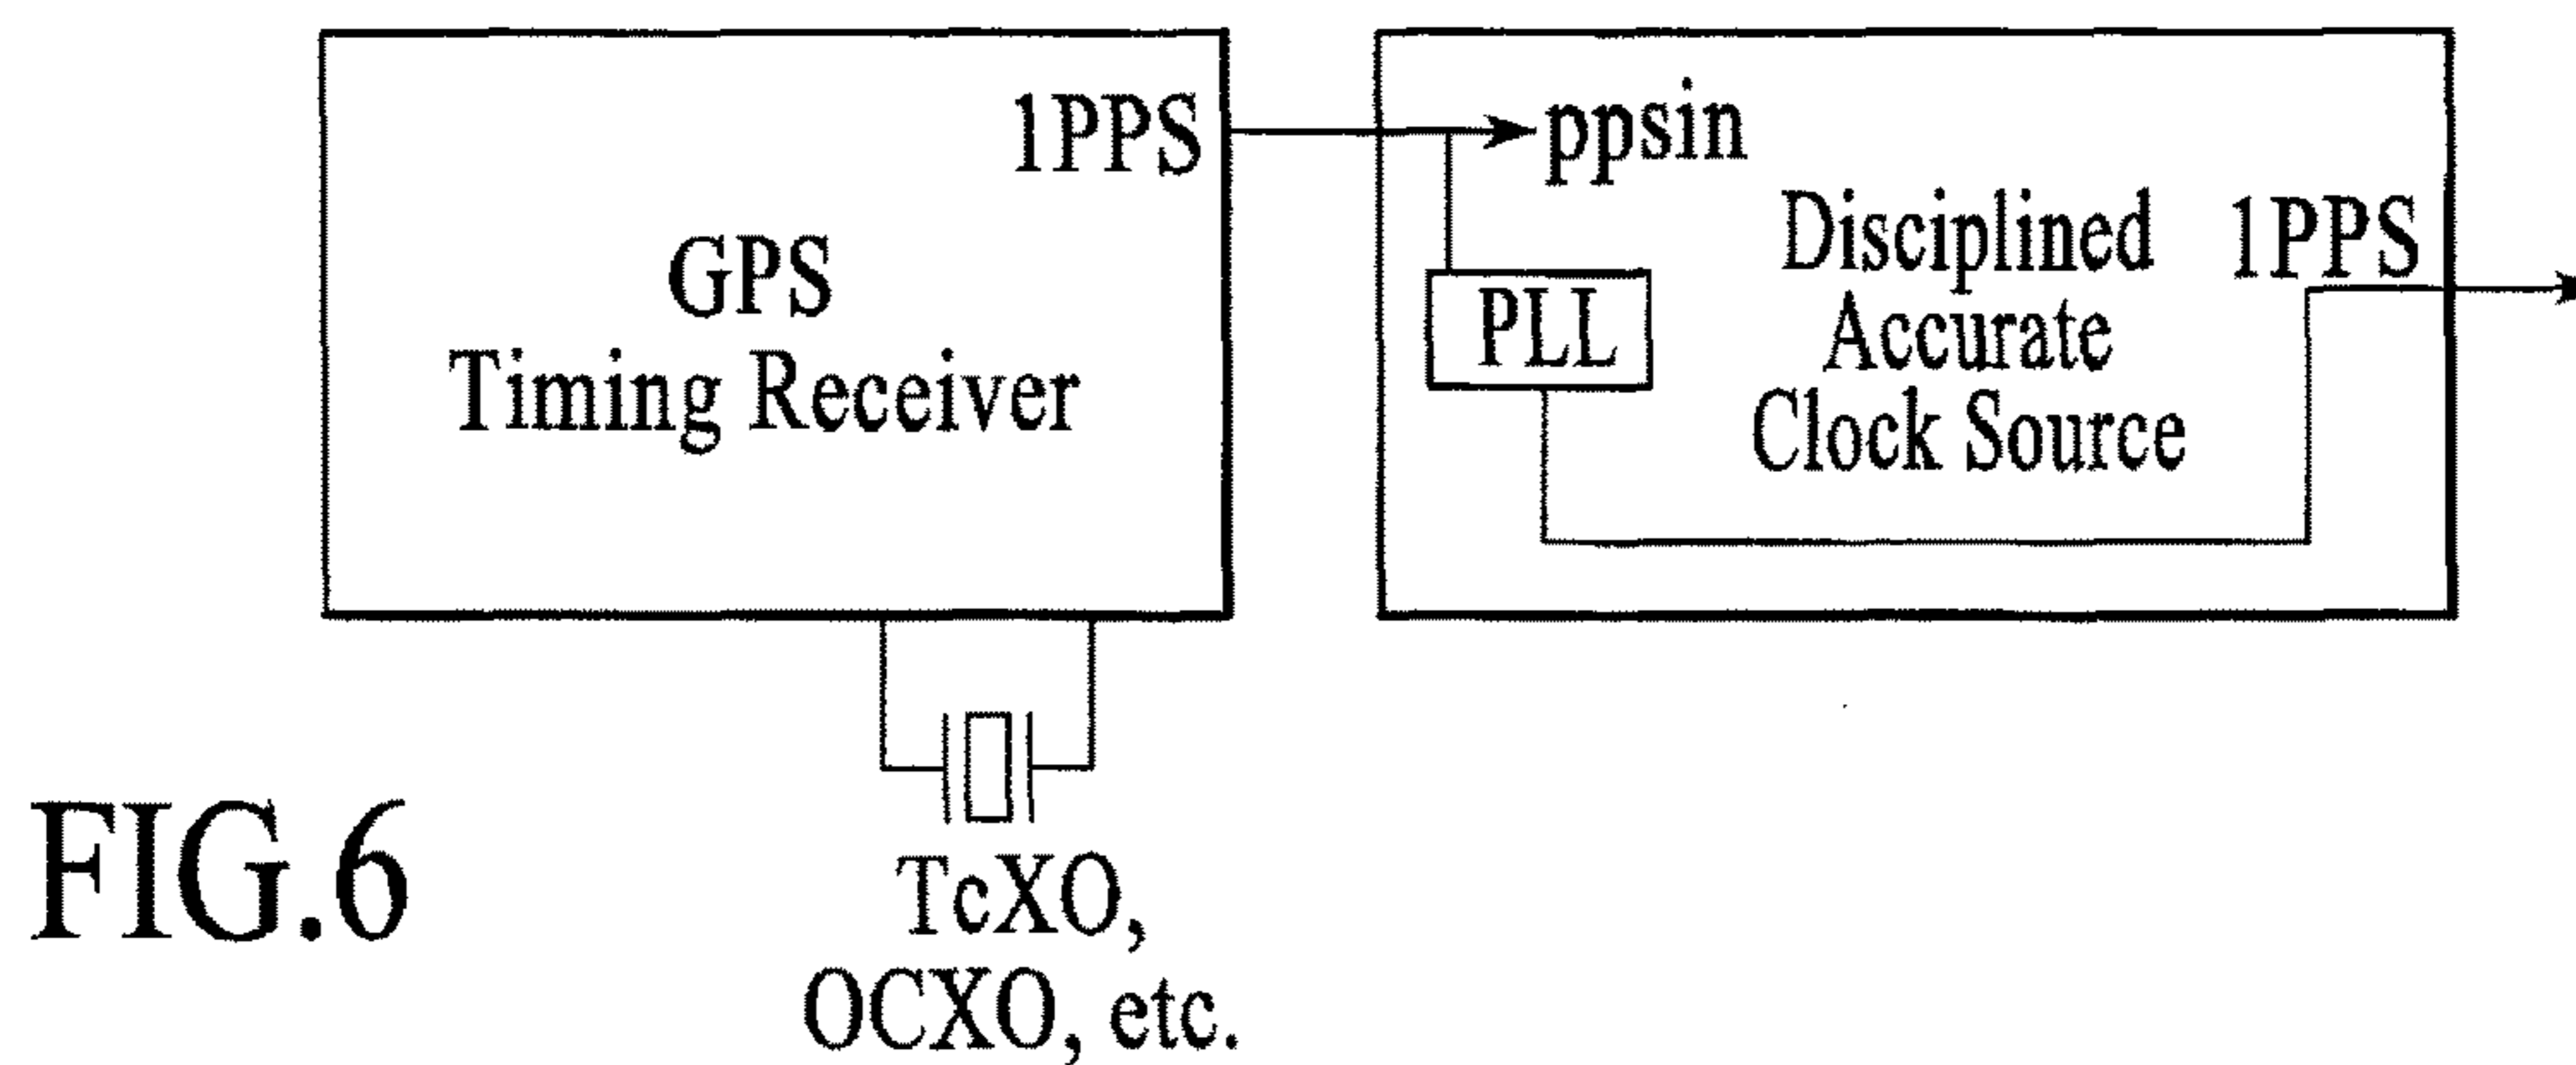 1PPS
GPS
Timing Receiver
ppsin
PLL
Disciplined
Accurate
Clock Source
1PPS
TcXO,
OCXO, etc.
FIG.6